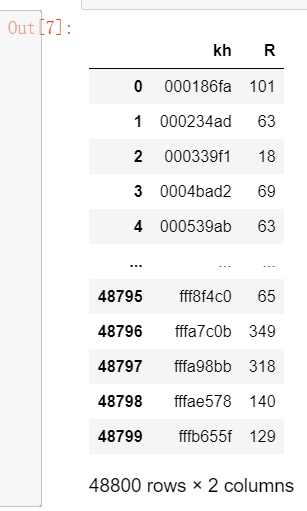 Out[7]:
kh R
0 000186fa 101
1 000234ad 63
2 000339f1 18
3 0004bad2 69
4 000539ab 63
... ... ...
48795 fff8f4c0 65
48796 fffa7c0b 349
48797 fffa98bb 318
48798 fffae578 140
48799 fffb655f 129
48800 rows × 2 columns